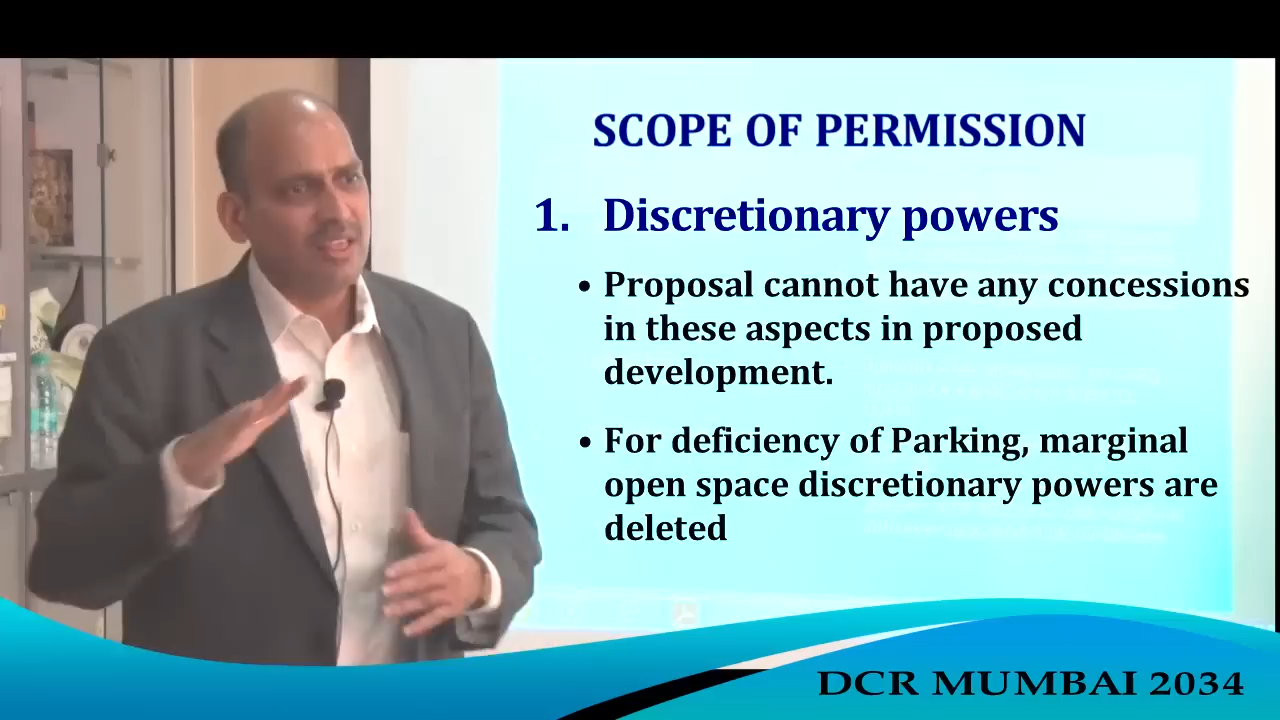 SCOPE OF PERMISSION
1. Discretionary powers
• Proposal cannot have any concessions
in these aspects in proposed
development.
• For deficiency of Parking, marginal
open space discretionary powers are
deleted
DCR MUMBAI 2034